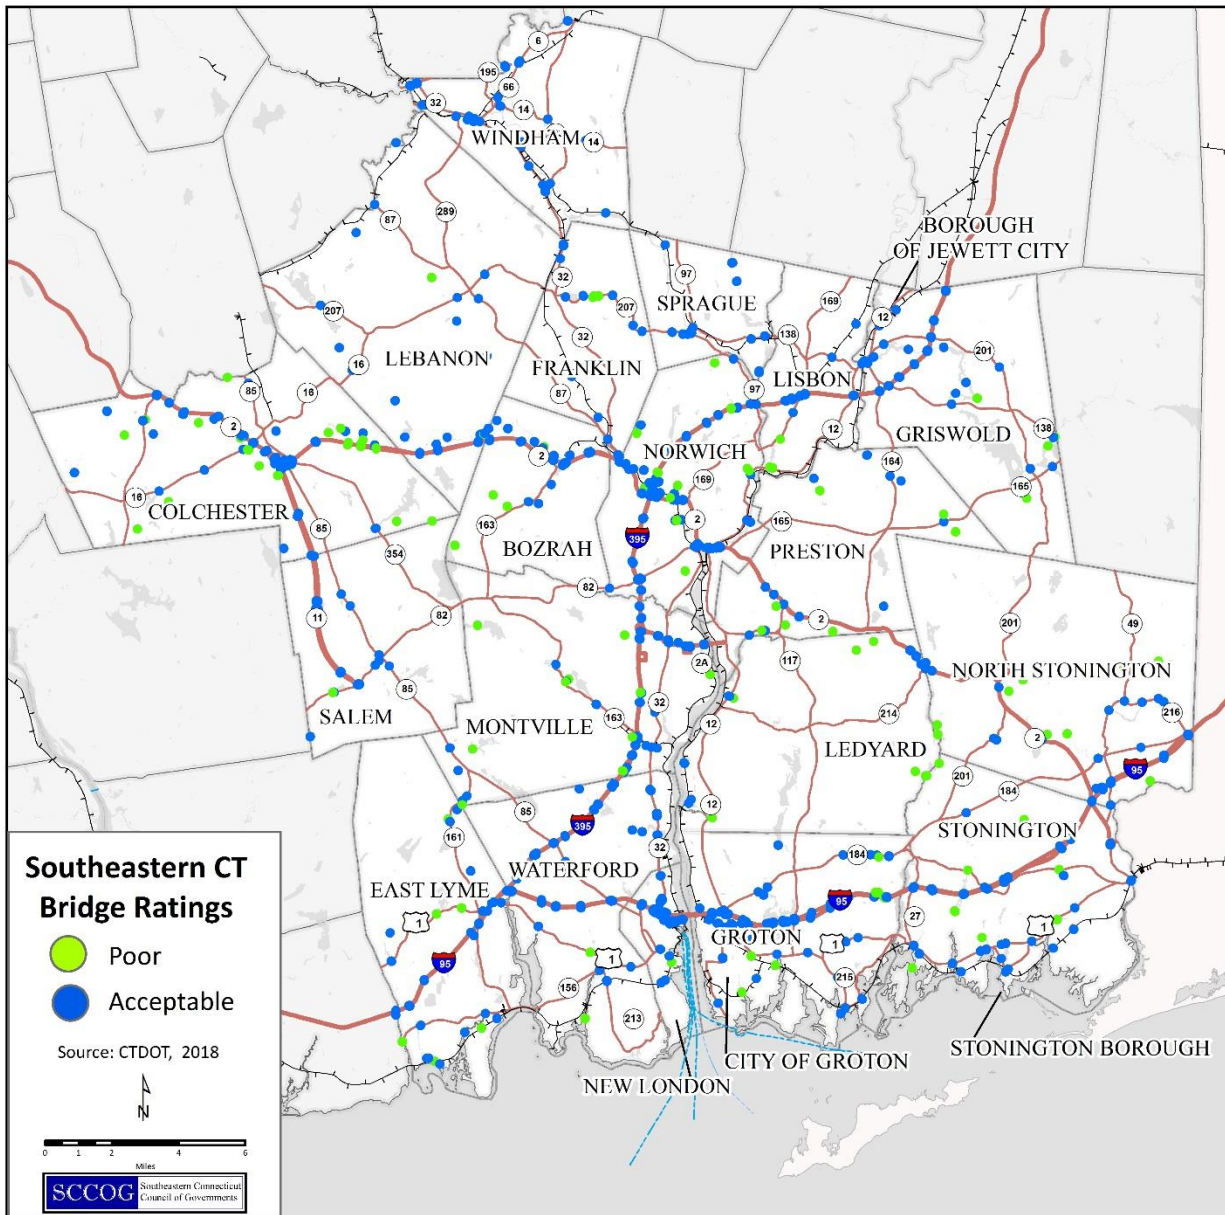 6
195
66
32
14
14
WINDHAM
289
87
BOROUGH
OF JEWETT CITY
32
97
207
SPRAGUE
169
12
207
138
32
201
LEBANON
16
FRANKLIN
LISBON
85
16
87
97
2
12
138
GRISWOLD
2
NORWICH
164
16
169
165
COLCHESTER
85
163
2
165
395
BOZRAH
PRESTON
354
82
82
11
2
201
49
117
2A
NORTH STONINGTON
85
32
SALEM
163
214
216
MONTVILLE
12
2
LEDYARD
95
201
12
184
85
395
STONINGTON
161
32
184
WATERFORD
EAST LYME
95
1
27
GROTON
1
1
1
95
156
215
213
STONINGTON BOROUGH
CITY OF GROTON
NEW LONDON
Southeastern CT
Bridge Ratings
Poor
Acceptable
Source: CTDOT, 2018
N
0 1 2 4 6
Miles
SCCOG
Southeastern Connecticut
Council of Governments